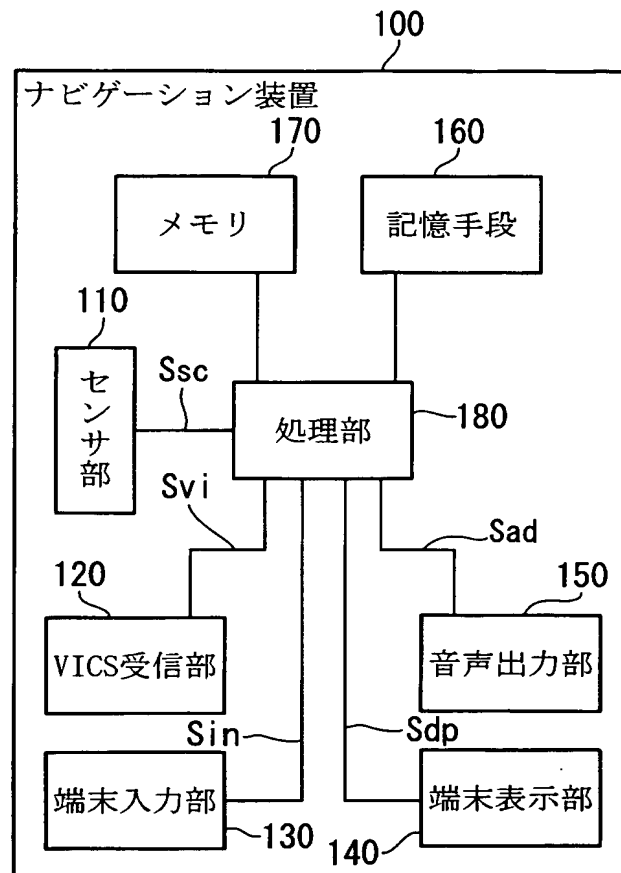 100
ナビゲーション装置
170
160
メモリ
記憶手段
110
センサ部
Ssc
処理部
180
Svi
Sad
120
150
VICS受信部
音声出力部
Sin
Sdp
端末入力部
端末表示部
130
140